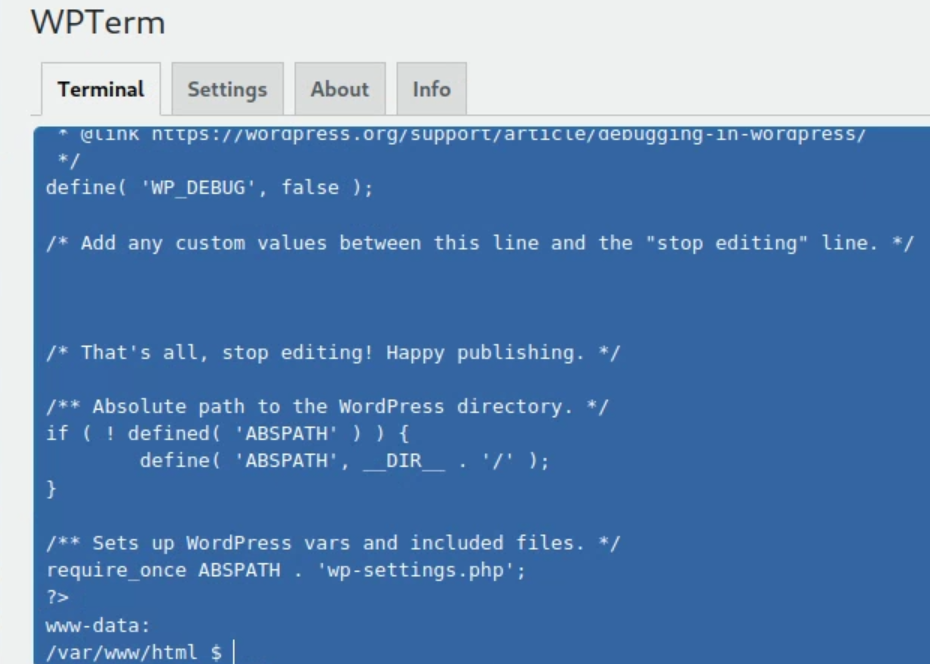 WPTerm
Terminal Settings About Info
* @link https://wordpress.org/support/article/debugging-in-wordpress/
*/
define( 'WP_DEBUG', false );
/* Add any custom values between this line and the "stop editing" line. */
/* That's all, stop editing! Happy publishing. */
/** Absolute path to the WordPress directory. */
if ( ! defined( 'ABSPATH' ) ) {
define( 'ABSPATH', __DIR__ . '/' );
}
/** Sets up WordPress vars and included files. */
require_once ABSPATH . 'wp-settings.php';
?>
www-data:
/var/www/html $